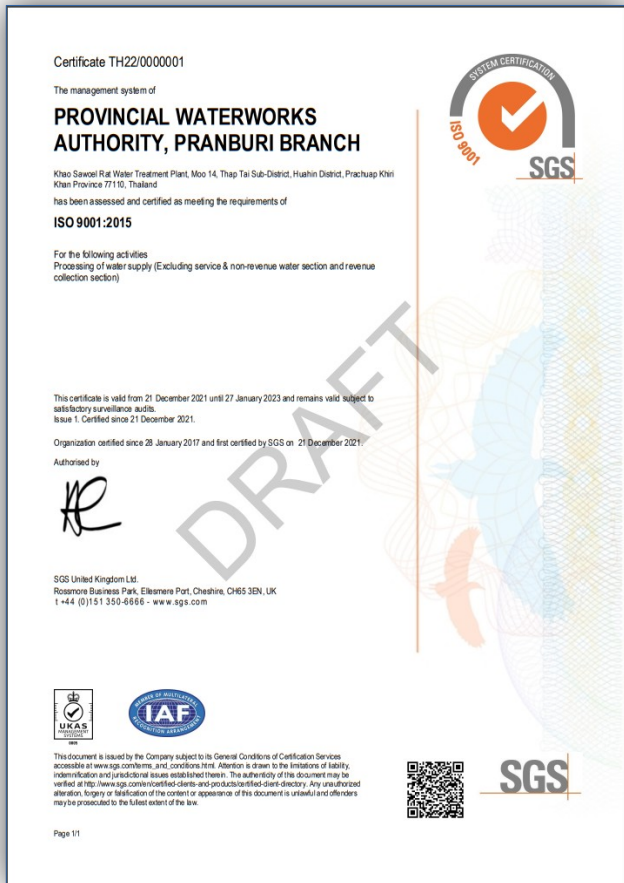 Certificate TH22/0000001
The management system of
PROVINCIAL WATERWORKS
AUTHORITY, PRANBURI BRANCH
Khao Sawoei Rat Water Treatment Plant, Moo 14, Thap Tai Sub-District, Huahin District, Prachuap Khiri
Khan Province 77110, Thailand
has been assessed and certified as meeting the requirements of
ISO 9001:2015
For the following activities
Processing of water supply (Excluding service & non-revenue water section and revenue
collection section)
SYSTEM CERTIFICATION
ISO 9001
SGS
DRAFT
This certificate is valid from 21 December 2021 until 27 January 2023 and remains valid subject to
satisfactory surveillance audits.
Issue 1. Certified since 21 December 2021.
Organization certified since 28 January 2017 and first certified by SGS on 21 December 2021.
Authorised by
SGS United Kingdom Ltd.
Rossmore Business Park, Ellesmere Port, Cheshire, CH65 3EN, UK
t +44 (0)151 350-6666 - www.sgs.com
UKAS
MANAGEMENT
SYSTEMS
0005
MEMBER OF MULTILATERAL
IAF
RECOGNITION ARRANGEMENT
This document is issued by the Company subject to its General Conditions of Certification Services
accessible at www.sgs.com/terms_and_conditions.html. Attention is drawn to the limitations of liability,
indemnification and jurisdictional issues established therein. The authenticity of this document may be
verified at http://www.sgs.com/en/certified-clients-and-products/certified-client-directory. Any unauthorized
alteration, forgery or falsification of the content or appearance of this document is unlawful and offenders
may be prosecuted to the fullest extent of the law.
SGS
Page 1/1